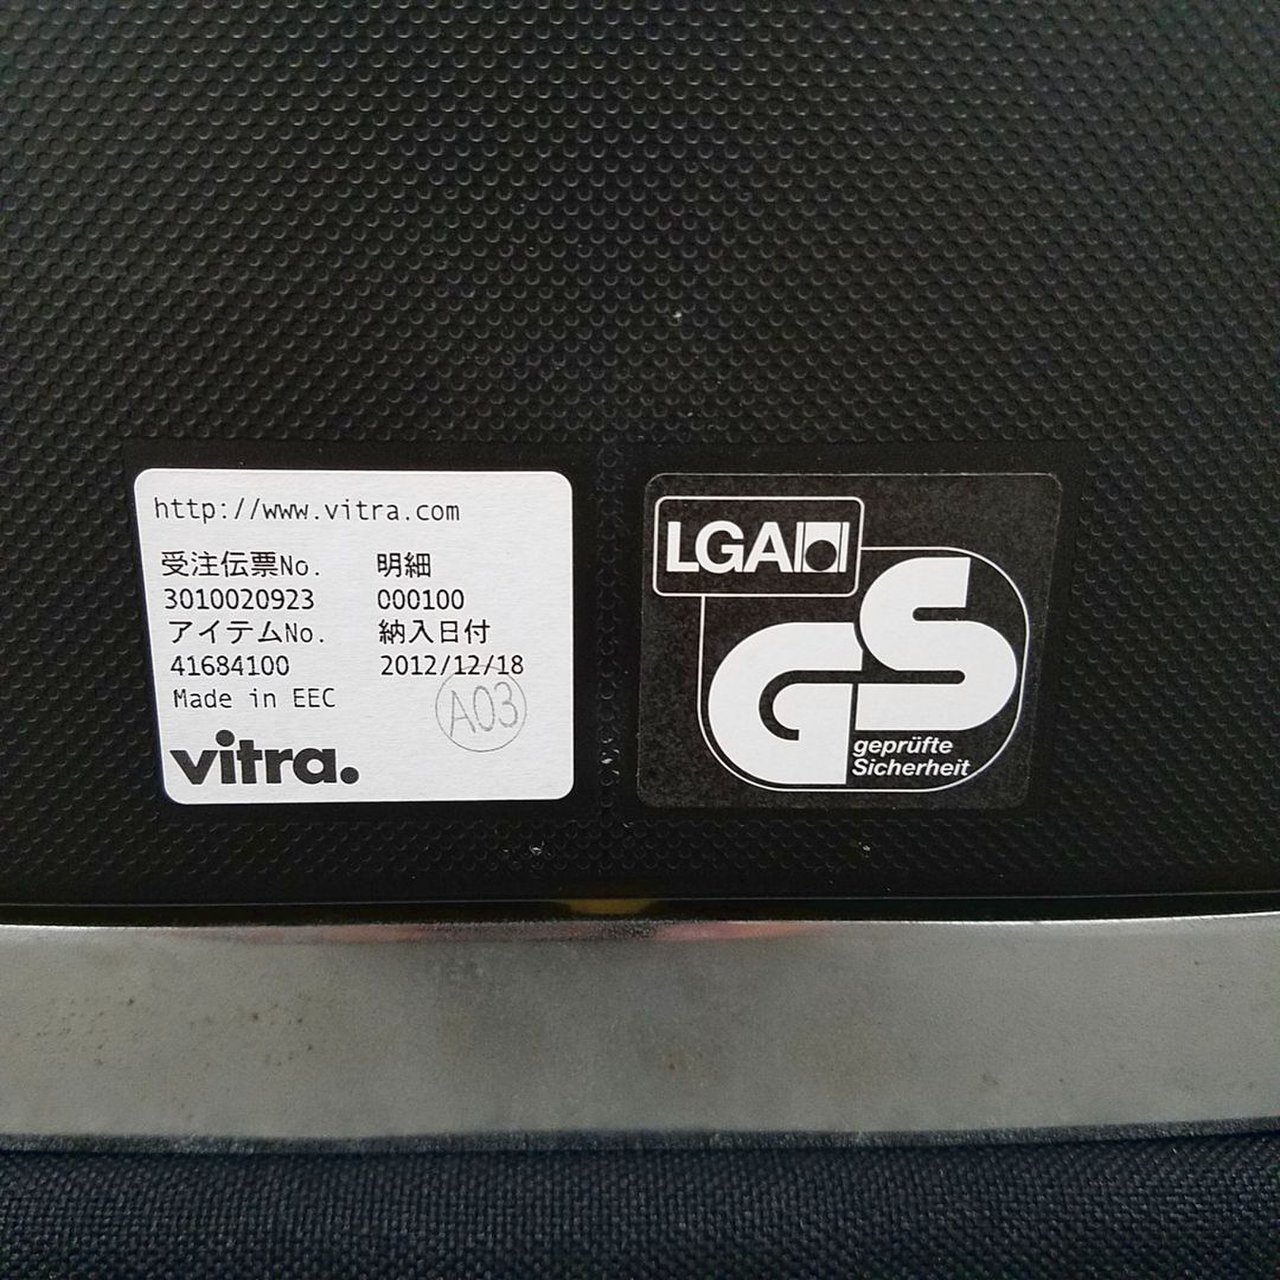 http://www.vitra.com
受注伝票No. 明細
3010020923 000100
アイテムNo. 納入日付
41684100 2012/12/18
Made in EEC
A03
vitra.
LGA
GS
geprüfte
Sicherheit